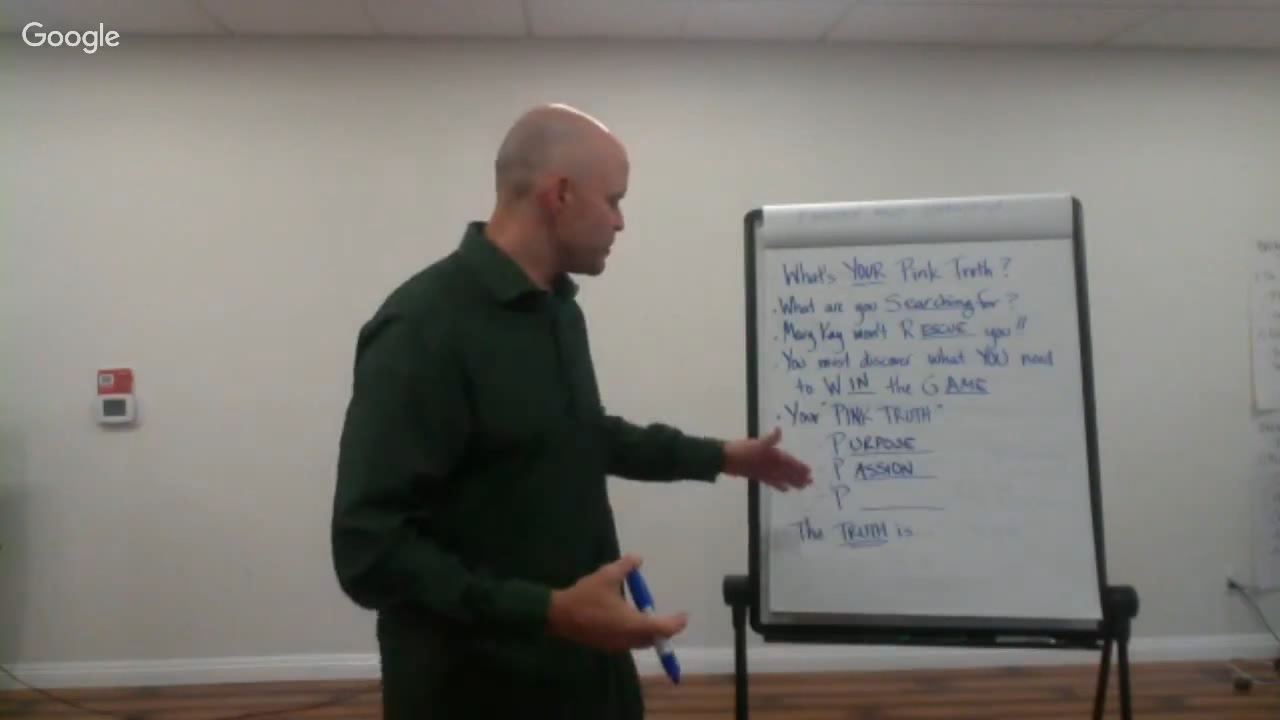 Google
What's YOUR Pink Truth?
• What are you Searching for?
• Mary Kay won't RESCUE you!!
• You must discover what YOU need
to WIN the GAME
• Your "PINK TRUTH"
PURPOSE
PASSION
P
The TRUTH is